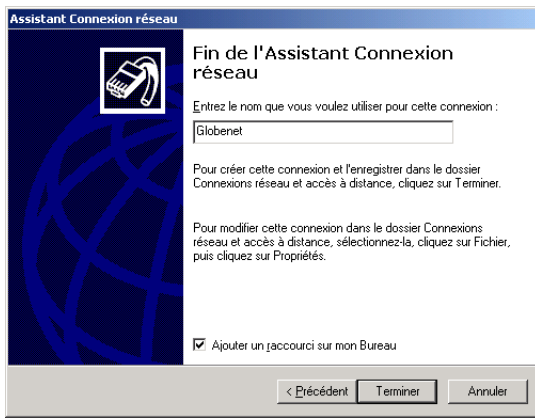 Assistant Connexion réseau
Fin de l'Assistant Connexion
réseau
Entrez le nom que vous voulez utiliser pour cette connexion :
Globenet
Pour créer cette connexion et l'enregistrer dans le dossier
Connexions réseau et accès à distance, cliquez sur Terminer.
Pour modifier cette connexion dans le dossier Connexions
réseau et accès à distance, sélectionnez-la, cliquez sur Fichier,
puis cliquez sur Propriétés.
Ajouter un raccourci sur mon Bureau
< Précédent Terminer Annuler